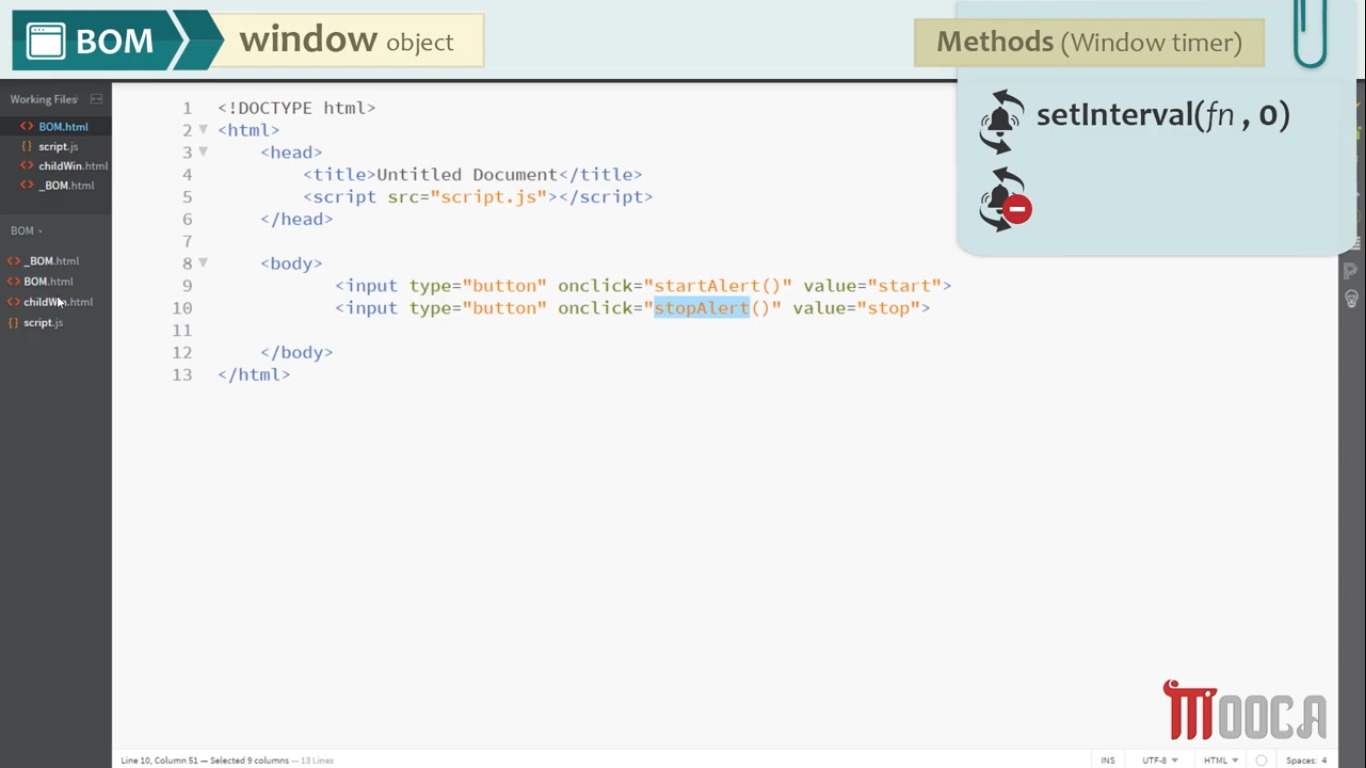 BOM
window object
Methods (Window timer)
setInterval(fn , 0)
Working Files
<> BOM.html
{} script.js
<> childWin.html
<> _BOM.html
BOM
<> _BOM.html
<> BOM.html
<> childWin.html
{} script.js
1 <!DOCTYPE html>
2 <html>
3 <head>
4 <title>Untitled Document</title>
5 <script src="script.js"></script>
6 </head>
7
8 <body>
9 <input type="button" onclick="startAlert()" value="start">
10 <input type="button" onclick="stopAlert()" value="stop">
11
12 </body>
13 </html>
P
MOOCA
Line 10, Column 51 — Selected 9 columns — 13 Lines
INS UTF-8 HTML Spaces: 4